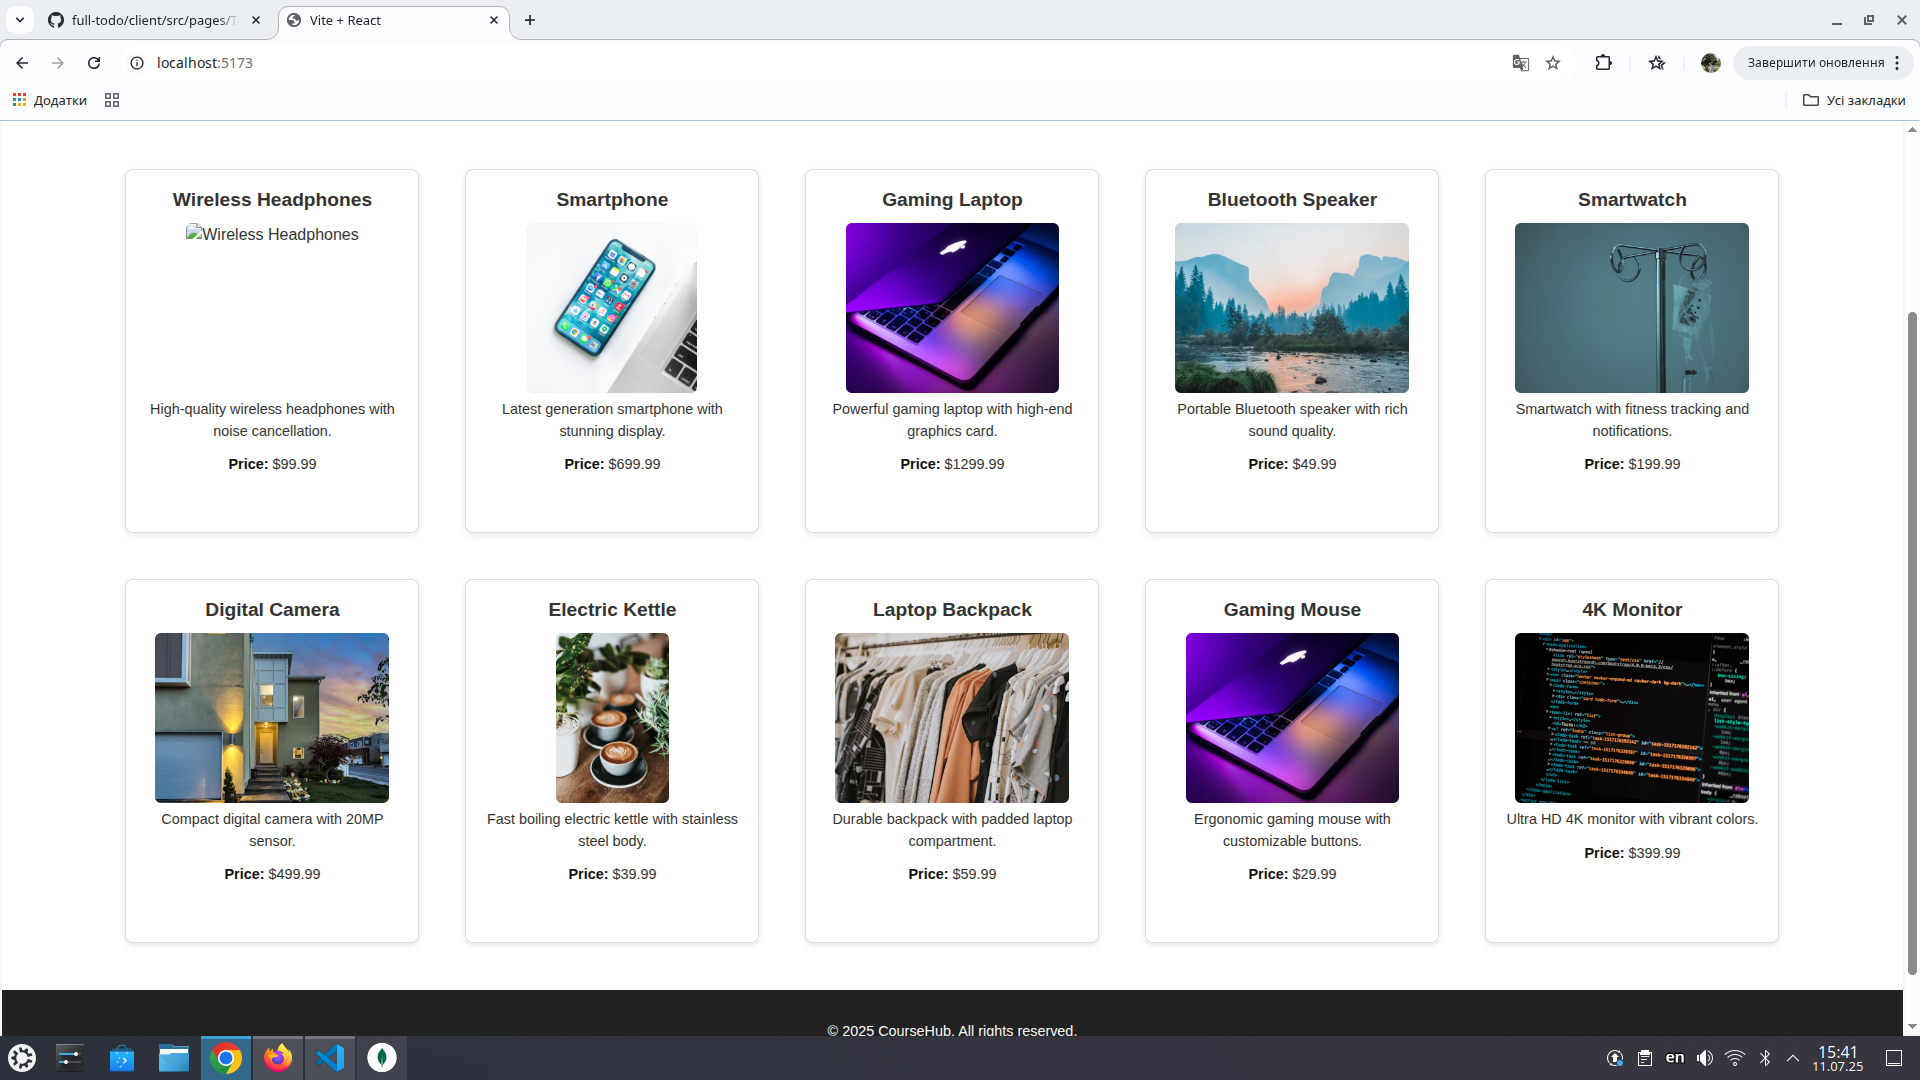 full-todo/client/src/pages/T
Vite + React
localhost:5173
Завершити оновлення
Додатки
Усі закладки
Wireless Headphones
Wireless Headphones
High-quality wireless headphones with
noise cancellation.
Price: $99.99
Smartphone
Latest generation smartphone with
stunning display.
Price: $699.99
Gaming Laptop
Powerful gaming laptop with high-end
graphics card.
Price: $1299.99
Bluetooth Speaker
Portable Bluetooth speaker with rich
sound quality.
Price: $49.99
Smartwatch
Smartwatch with fitness tracking and
notifications.
Price: $199.99
Digital Camera
Compact digital camera with 20MP
sensor.
Price: $499.99
Electric Kettle
Fast boiling electric kettle with stainless
steel body.
Price: $39.99
Laptop Backpack
Durable backpack with padded laptop
compartment.
Price: $59.99
Gaming Mouse
Ergonomic gaming mouse with
customizable buttons.
Price: $29.99
4K Monitor
Ultra HD 4K monitor with vibrant colors.
Price: $399.99
© 2025 CourseHub. All rights reserved.
en
15:41
11.07.25